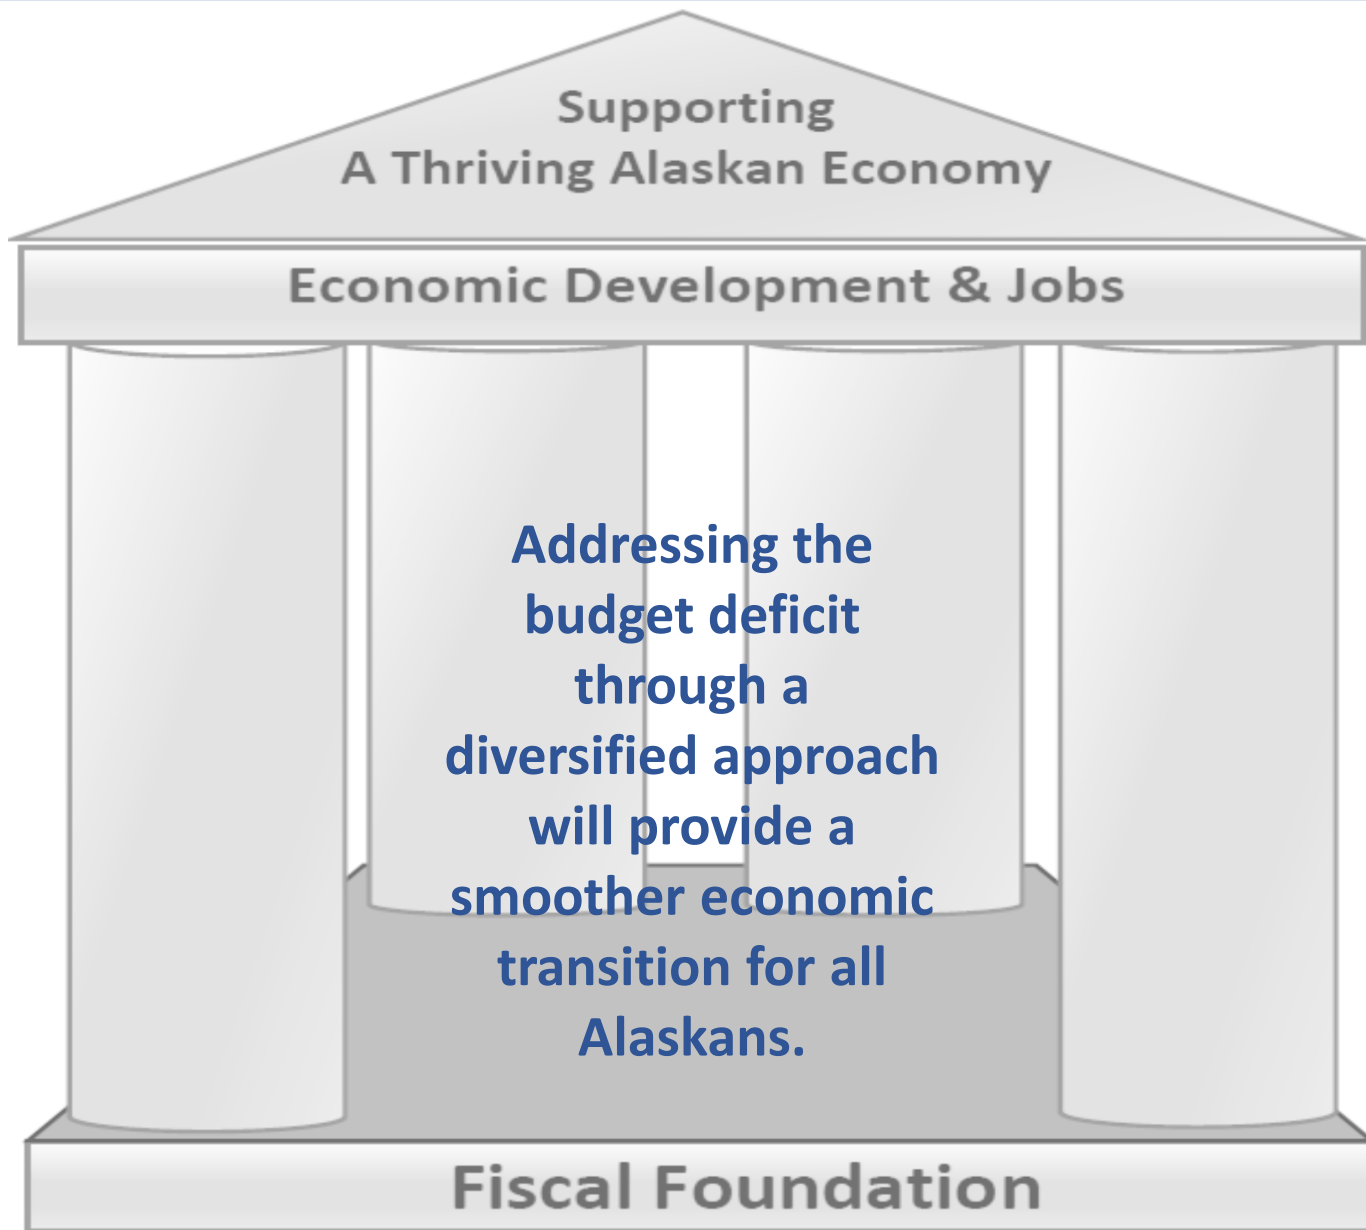 Supporting
A Thriving Alaskan Economy
Economic Development & Jobs
Addressing the
budget deficit
through a
diversified approach
will provide a
smoother economic
transition for all
Alaskans.
Fiscal Foundation